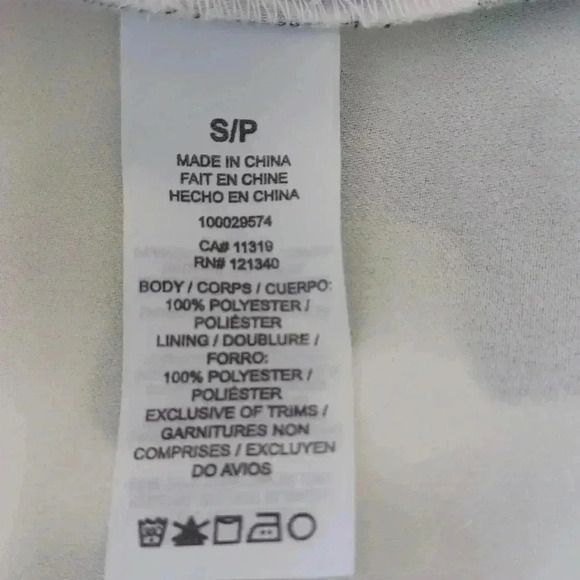 S/P
MADE IN CHINA
FAIT EN CHINE
HECHO EN CHINA
100029574
CA# 11319
RN# 121340
BODY / CORPS / CUERPO:
100% POLYESTER /
POLIÉSTER
LINING / DOUBLURE /
FORRO:
100% POLYESTER /
POLIÉSTER
EXCLUSIVE OF TRIMS /
GARNITURES NON
COMPRISES / EXCLUYEN
DO AVIOS